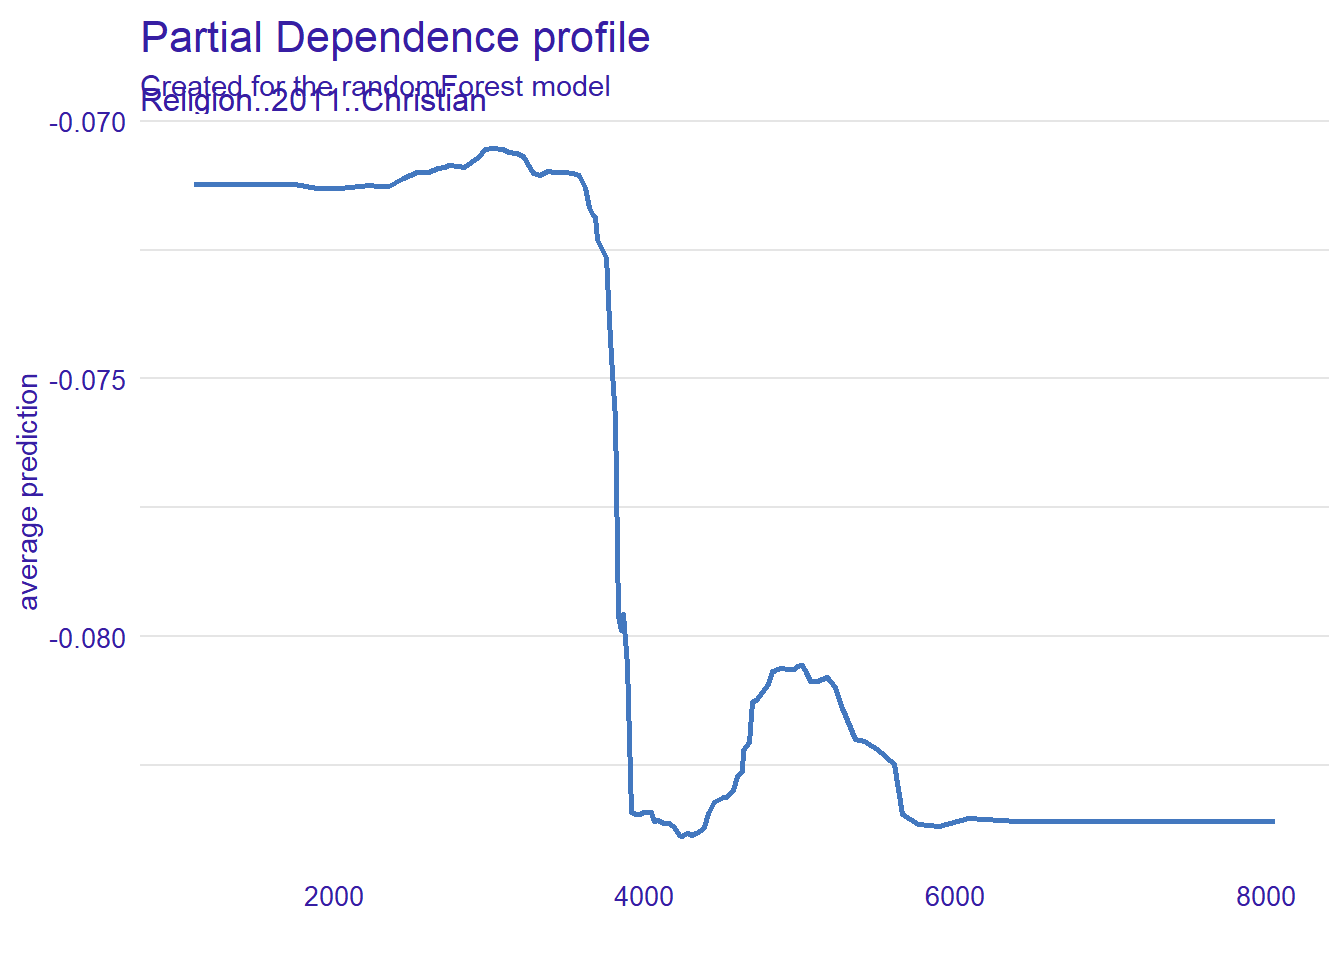 Partial Dependence profile
Created for the randomForest model
Religion..2011..Christian
-0.070
-0.075
-0.080
average prediction
2000
4000
6000
8000